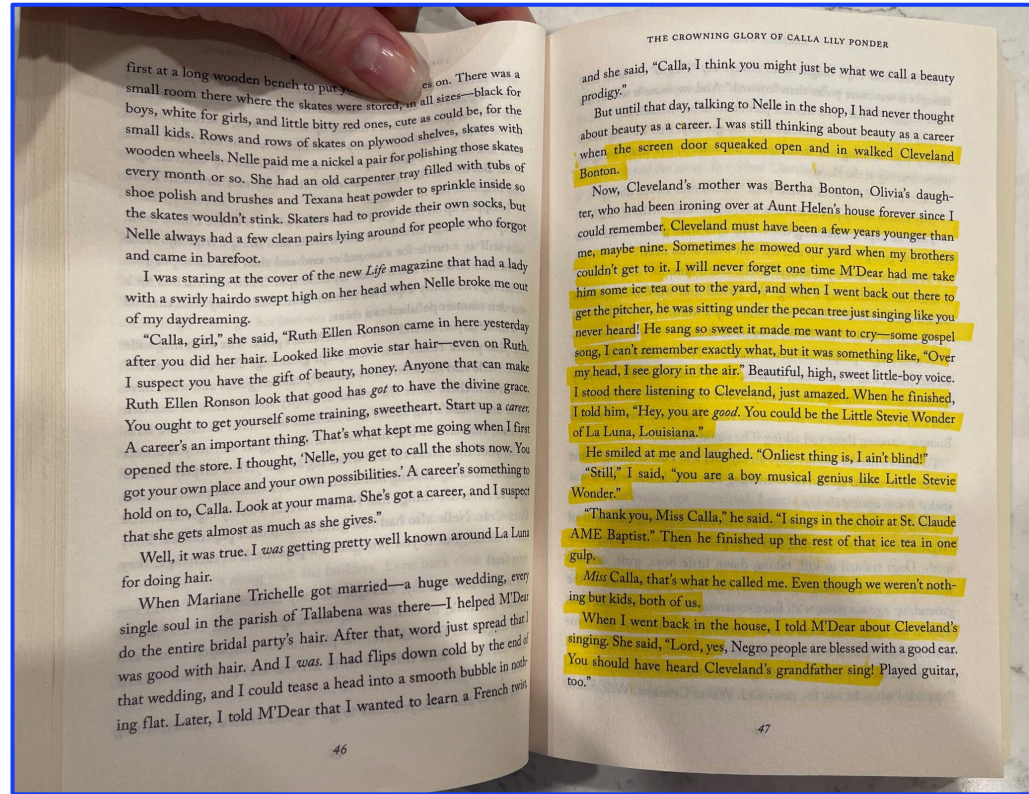 first at a long wooden bench to put es on. There was a
small room there where the skates were stored, in all sizes—black for
boys, white for girls, and little bitty red ones, cute as could be, for the
small kids. Rows and rows of skates on plywood shelves, skates with
wooden wheels. Nelle paid me a nickel a pair for polishing those skates
every month or so. She had an old carpenter tray filled with tubs of
shoe polish and brushes and Texana heat powder to sprinkle inside so
the skates wouldn't stink. Skaters had to provide their own socks, but
Nelle always had a few clean pairs lying around for people who forgot
and came in barefoot.
I was staring at the cover of the new Life magazine that had a lady
with a swirly hairdo swept high on her head when Nelle broke me out
of my daydreaming.
"Calla, girl," she said, "Ruth Ellen Ronson came in here yesterday
after you did her hair. Looked like movie star hair—even on Ruth.
I suspect you have the gift of beauty, honey. Anyone that can make
Ruth Ellen Ronson look that good has got to have the divine grace.
You ought to get yourself some training, sweetheart. Start up a career.
A career's an important thing. That's what kept me going when I first
opened the store. I thought, 'Nelle, you get to call the shots now. You
got your own place and your own possibilities.' A career's something to
hold on to, Calla. Look at your mama. She's got a career, and I suspect
that she gets almost as much as she gives."
Well, it was true. I was getting pretty well known around La Luna
for doing hair.
When Mariane Trichelle got married—a huge wedding, every
single soul in the parish of Tallabena was there—I helped M'Dear
do the entire bridal party's hair. After that, word just spread that I
was good with hair. And I was. I had flips down cold by the end of
that wedding, and I could tease a head into a smooth bubble in noth-
ing flat. Later, I told M'Dear that I wanted to learn a French twist,
46
THE CROWNING GLORY OF CALLA LILY PONDER
and she said, "Calla, I think you might just be what we call a beauty
prodigy."
But until that day, talking to Nelle in the shop, I had never thought
about beauty as a career. I was still thinking about beauty as a career
when the screen door squeaked open and in walked Cleveland
Bonton.
Now, Cleveland's mother was Bertha Bonton, Olivia's daugh-
ter, who had been ironing over at Aunt Helen's house forever since I
could remember. Cleveland must have been a few years younger than
me, maybe nine. Sometimes he mowed our yard when my brothers
couldn't get to it. I will never forget one time M'Dear had me take
him some ice tea out to the yard, and when I went back out there to
get the pitcher, he was sitting under the pecan tree just singing like you
never heard! He sang so sweet it made me want to cry—some gospel
song, I can't remember exactly what, but it was something like, "Over
my head, I see glory in the air." Beautiful, high, sweet little-boy voice.
I stood there listening to Cleveland, just amazed. When he finished,
I told him, "Hey, you are good. You could be the Little Stevie Wonder
of La Luna, Louisiana."
He smiled at me and laughed. "Onliest thing is, I ain't blind!"
"Still," I said, "you are a boy musical genius like Little Stevie
Wonder."
"Thank you, Miss Calla," he said. "I sings in the choir at St. Claude
AME Baptist." Then he finished up the rest of that ice tea in one
gulp.
Miss Calla, that's what he called me. Even though we weren't noth-
ing but kids, both of us.
When I went back in the house, I told M'Dear about Cleveland's
singing. She said, "Lord, yes, Negro people are blessed with a good ear.
You should have heard Cleveland's grandfather sing! Played guitar,
too."
47